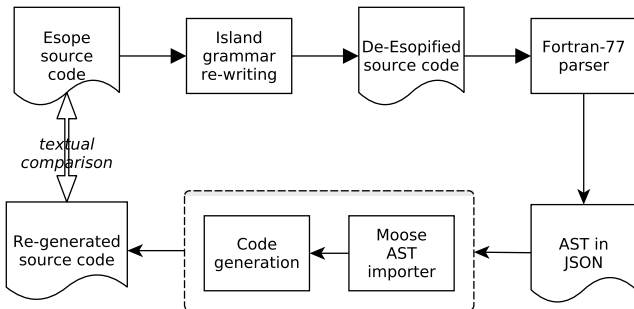 Esope
source
code
Island
grammar
re-writing
De-Esopified
source code
Fortran-77
parser
textual
comparison
Re-generated
source code
Code
generation
Moose
AST
importer
AST in
JSON